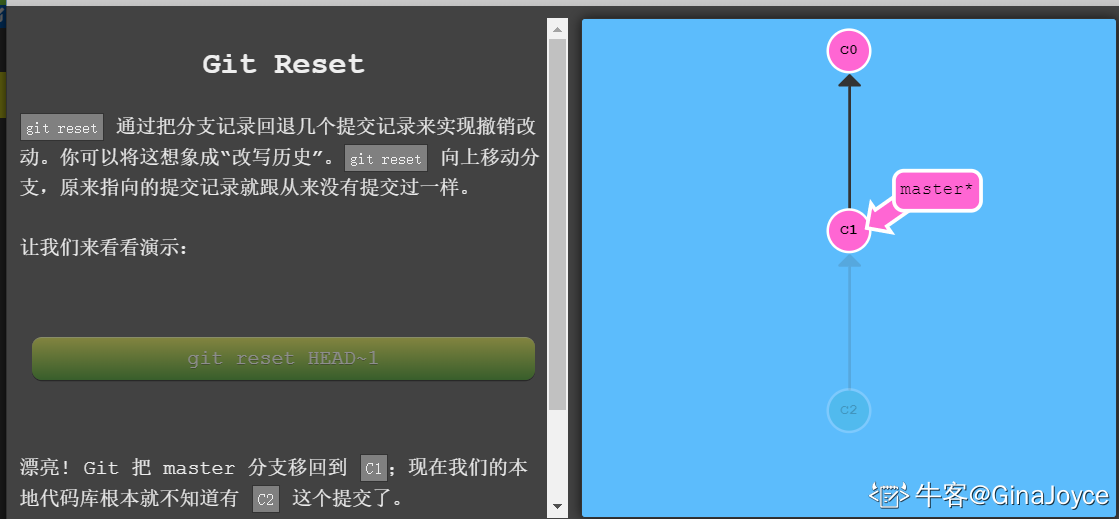 Git Reset
git reset 通过把分支记录回退几个提交记录来实现撤销改
动。你可以将这想象成“改写历史”。git reset 向上移动分
支，原来指向的提交记录就跟从来没有提交过一样。
让我们来看看演示：
git reset HEAD~1
漂亮! Git 把 master 分支移回到 C1；现在我们的本
地代码库根本就不知道有 C2 这个提交了。
C0
master*
C1
C2
牛客@GinaJoyce